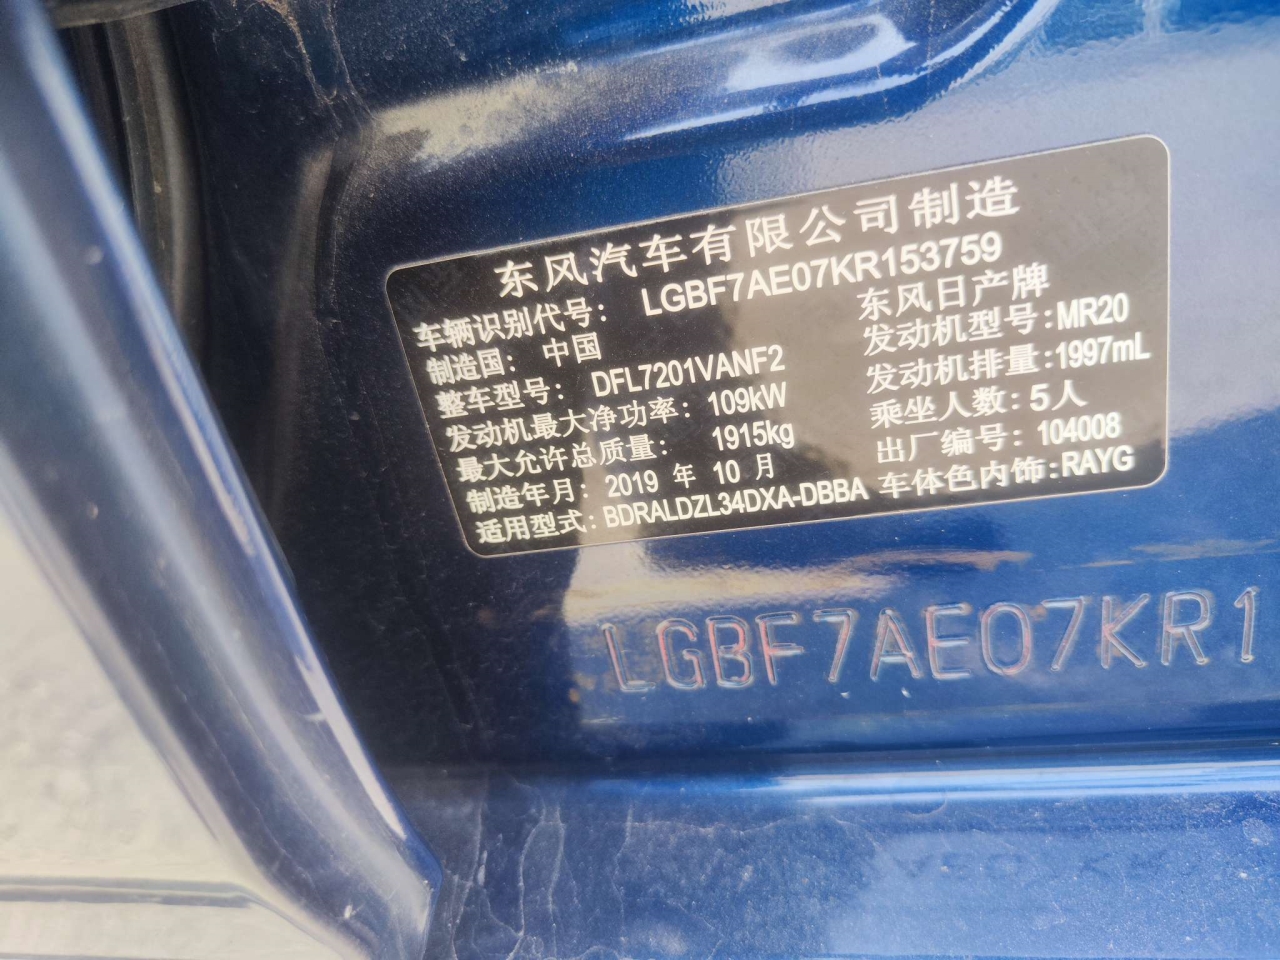 东风汽车有限公司制造
车辆识别代号： LGBF7AE07KR153759
制造国： 中国 东风日产牌
整车型号： DFL7201VANF2 发动机型号：MR20
发动机最大净功率： 109kW 发动机排量：1997mL
最大允许总质量： 1915kg 乘坐人数：5人
制造年月： 2019 年 10 月 出厂编号： 104008
适用型式：BDRALDZL34DXA-DBBA 车体色内饰：RAYG
LGBF7AE07KR1